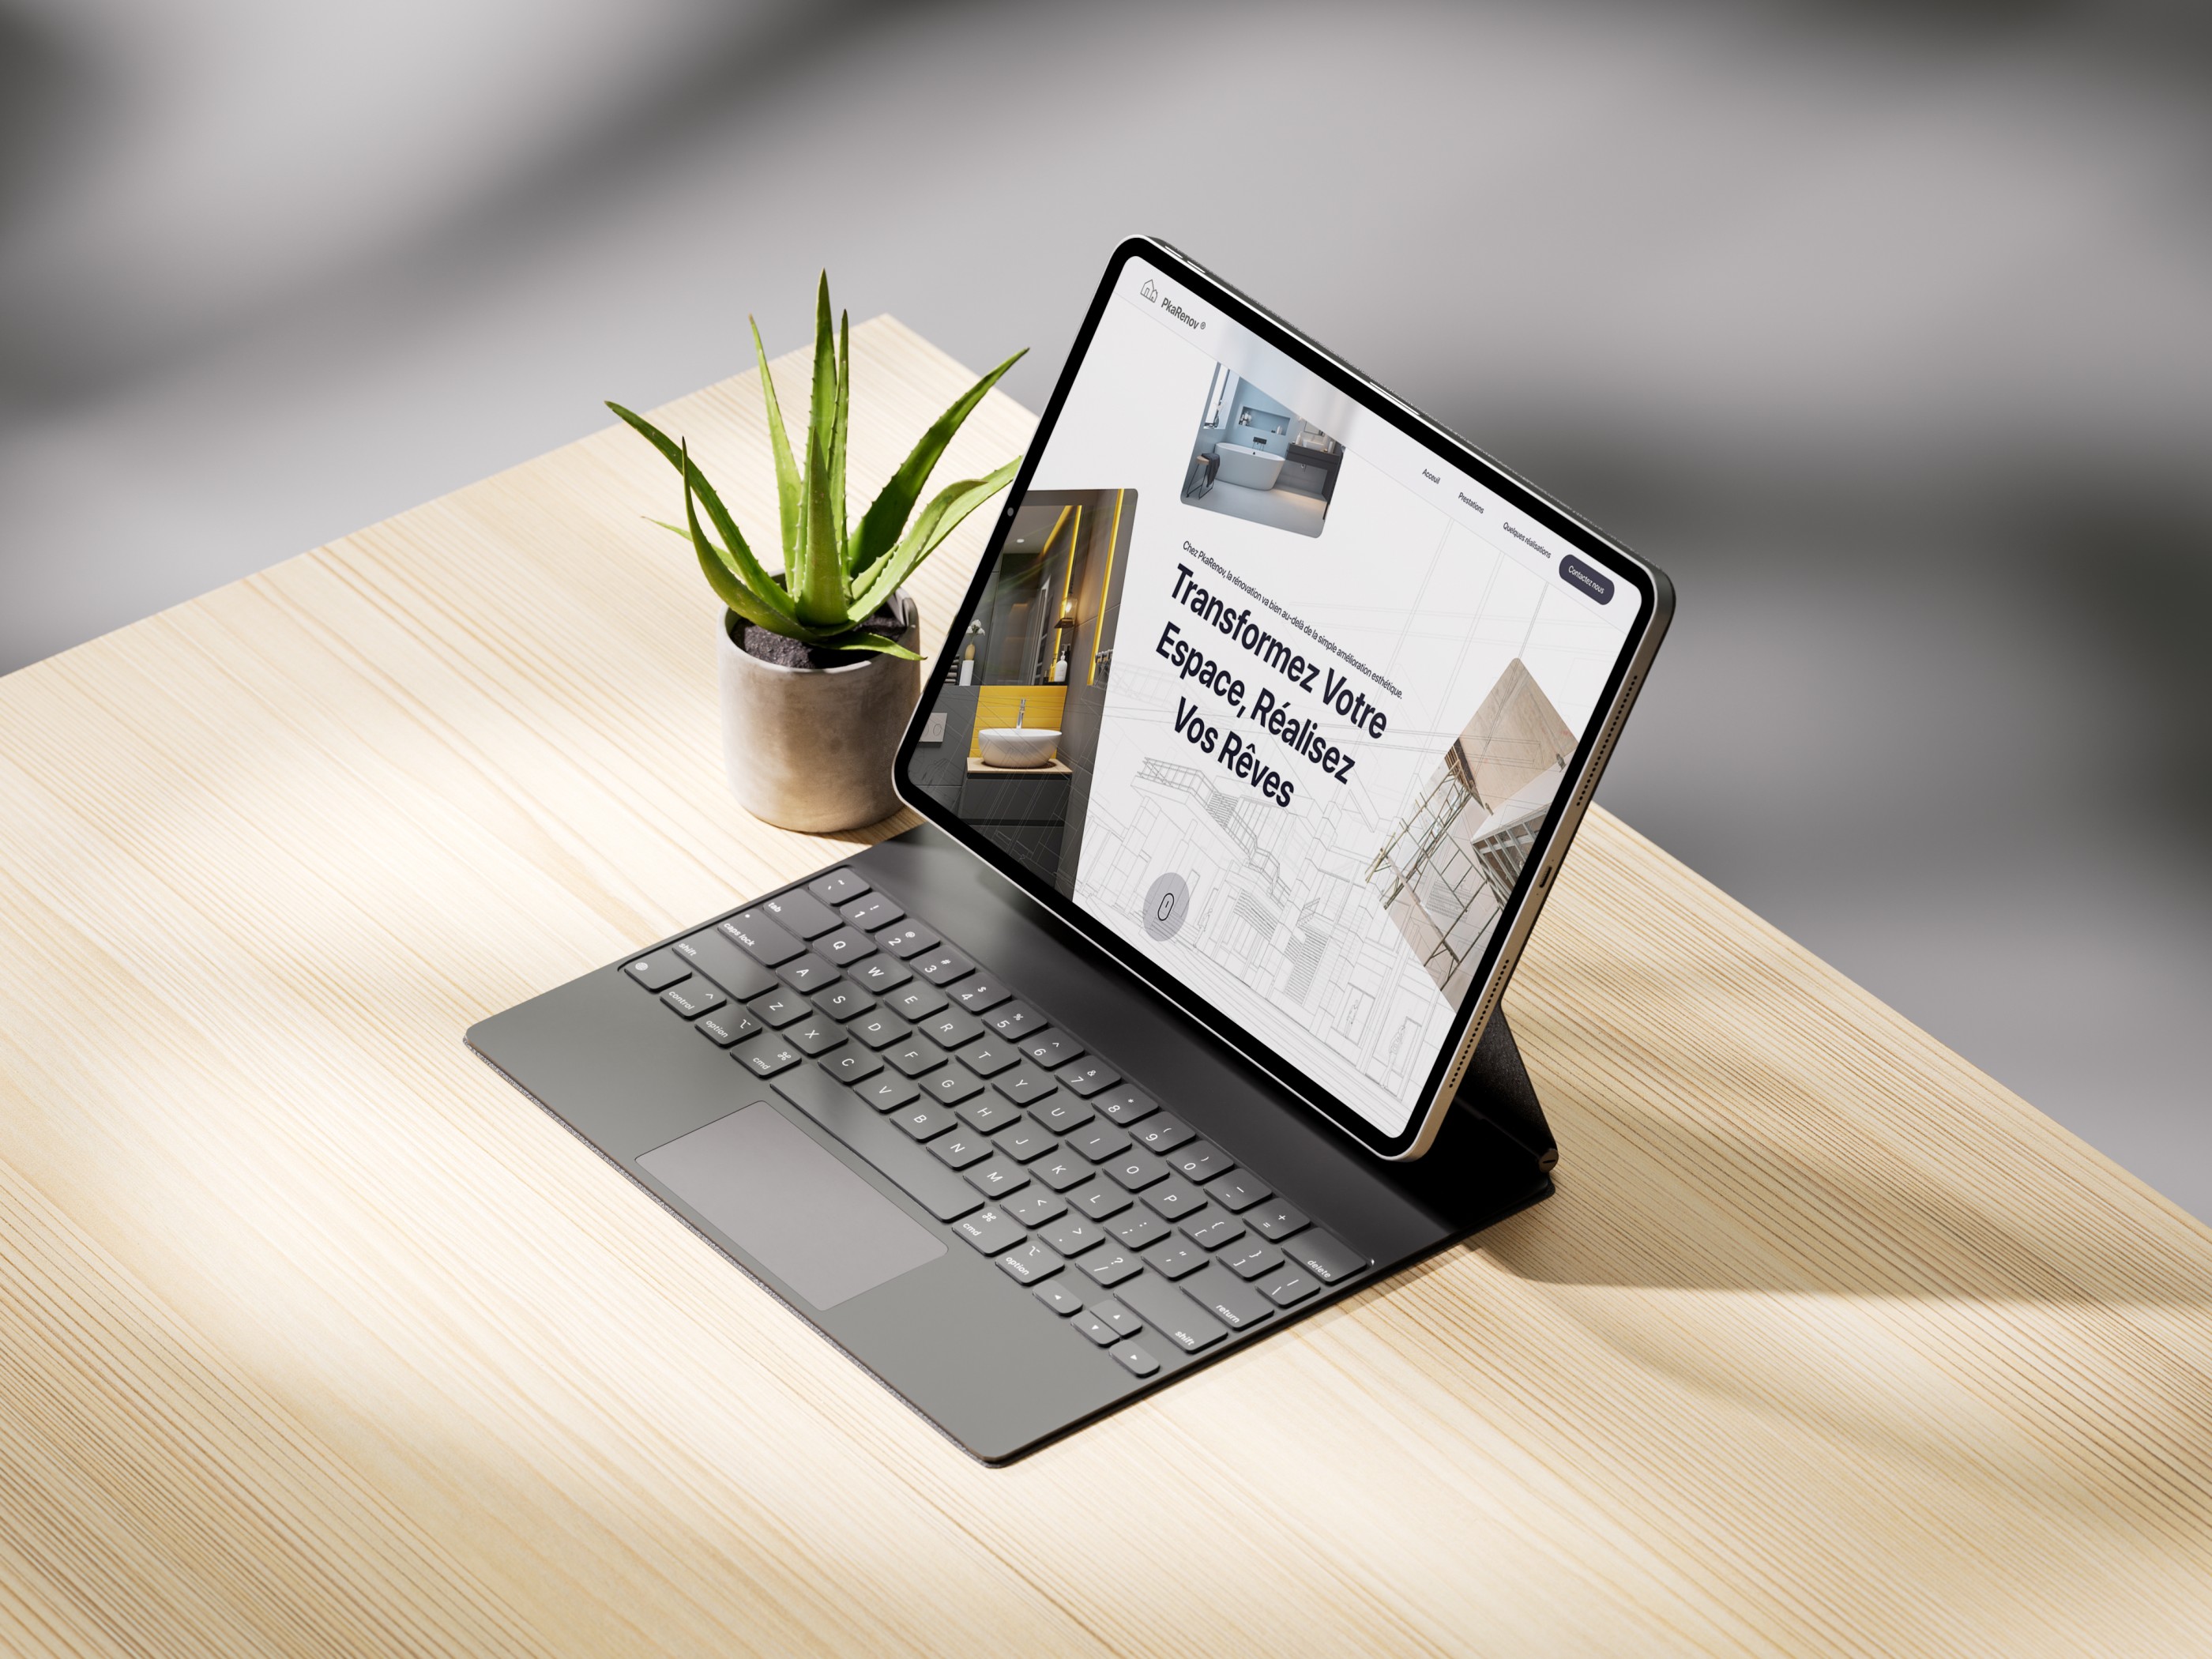 PkaRenov ®
Acceuil
Prestations
Quelques réalisations
Contactez nous
Chez PkaRenov, la rénovation va bien au-delà de la simple amélioration esthétique.
Transformez Votre
Espace, Réalisez
Vos Rêves
~ `
! 1 @ 2 # 3 $ 4 % 5 ^ 6 & 7 * 8 ( 9 ) 0 _ - + = delete
tab Q W E R T Y U I O P { [ } ] | \
caps lock A S D F G H J K L : ; " ' return
shift Z X C V B N M < , > . ? / shift
control option cmd cmd option